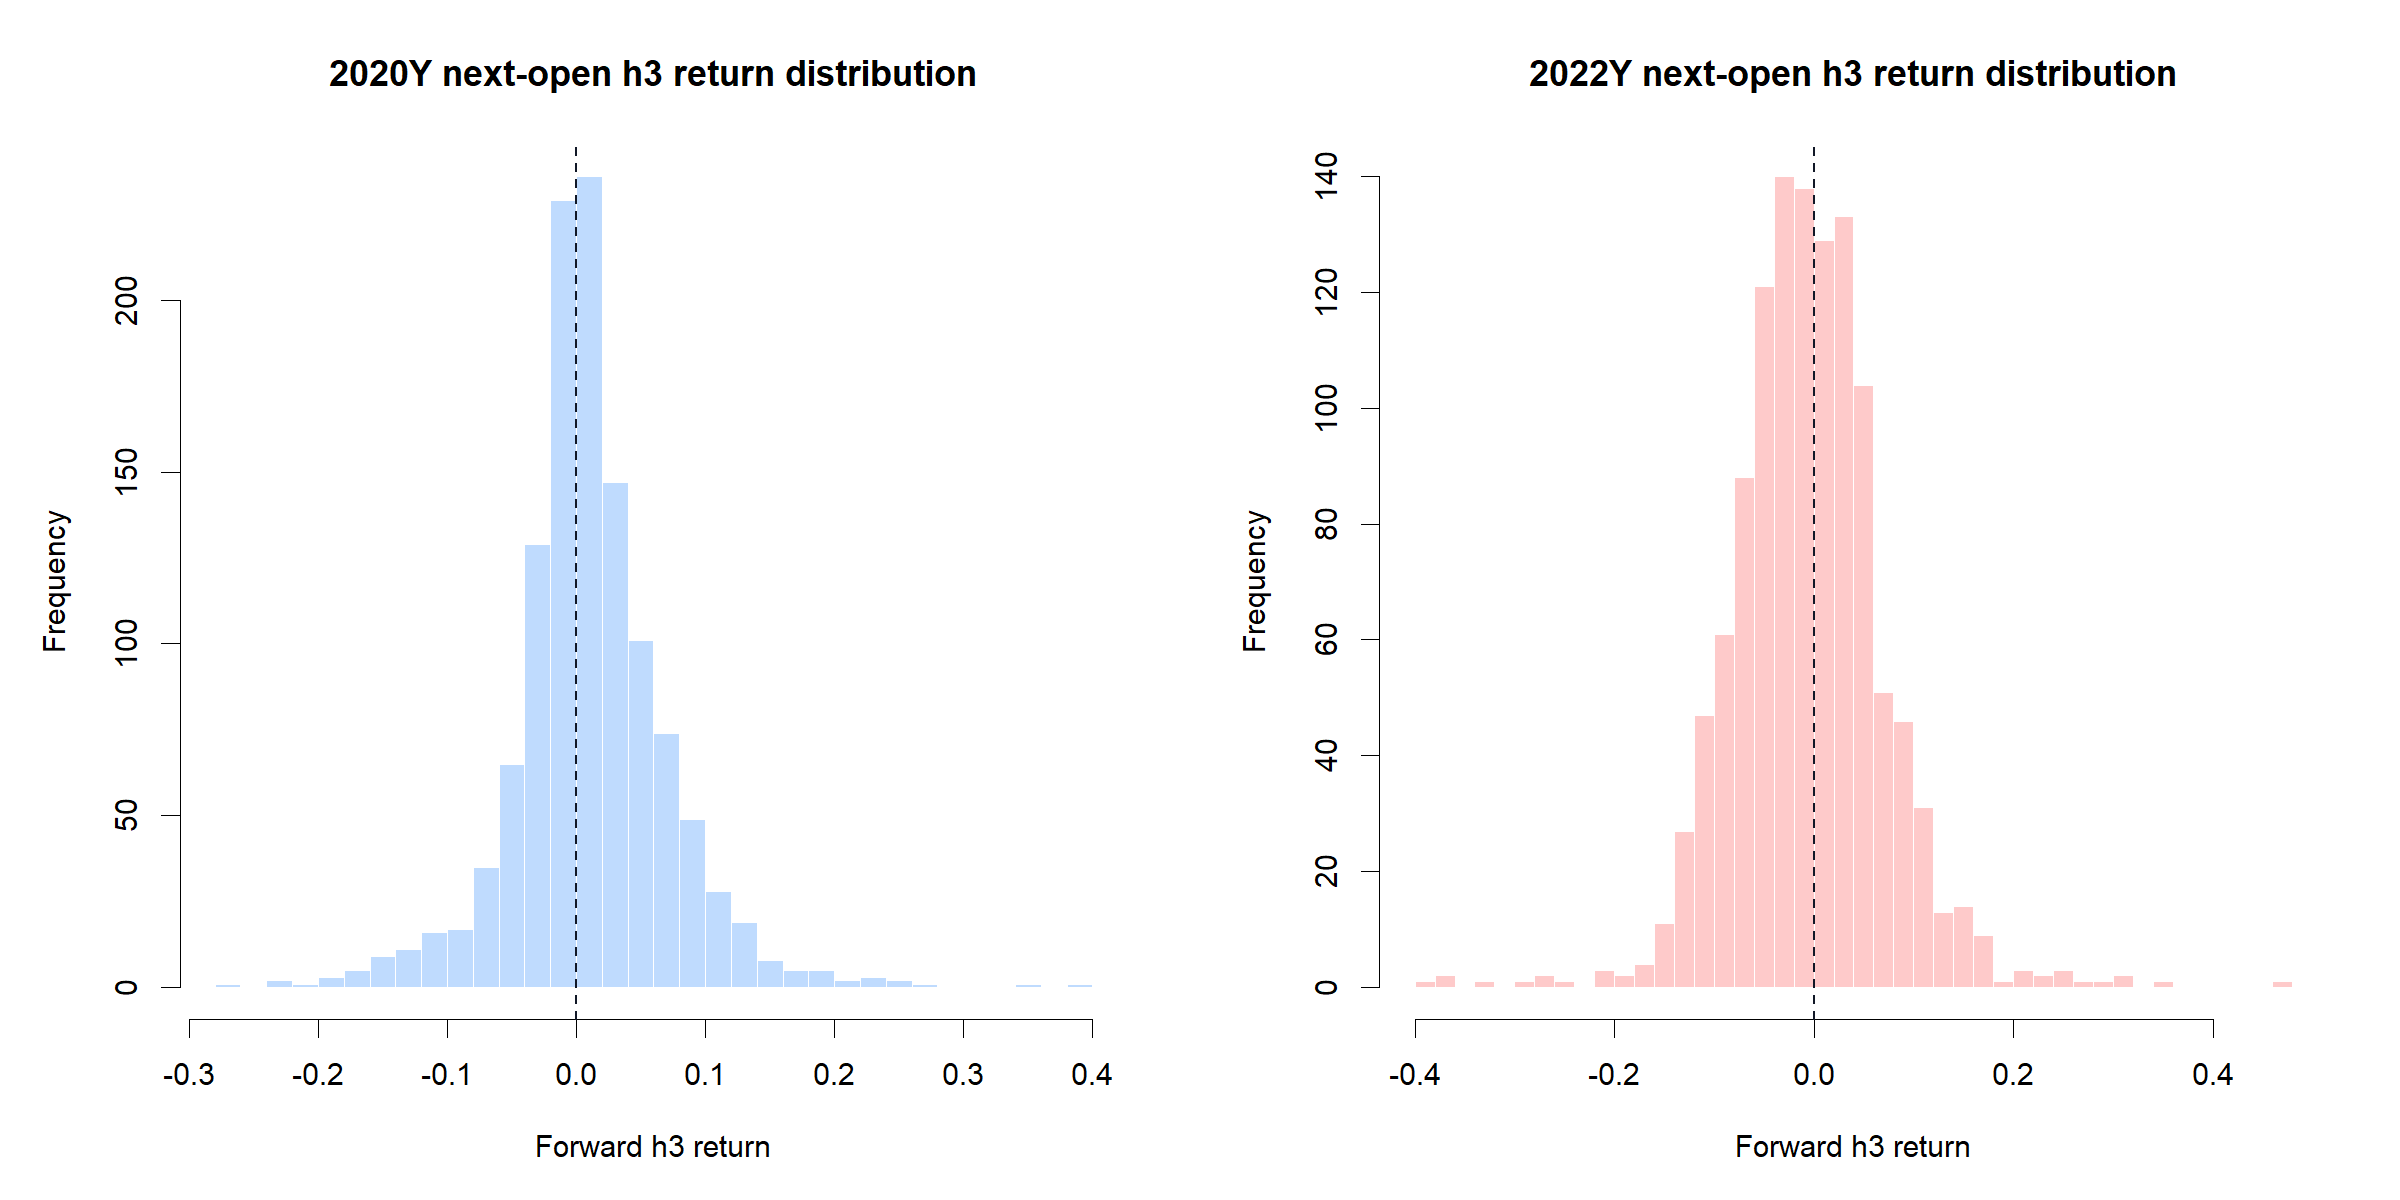 2020Y next-open h3 return distribution
Frequency
200
150
100
50
0
-0.3 -0.2 -0.1 0.0 0.1 0.2 0.3 0.4
Forward h3 return
2022Y next-open h3 return distribution
Frequency
140
120
100
80
60
40
20
0
-0.4 -0.2 0.0 0.2 0.4
Forward h3 return